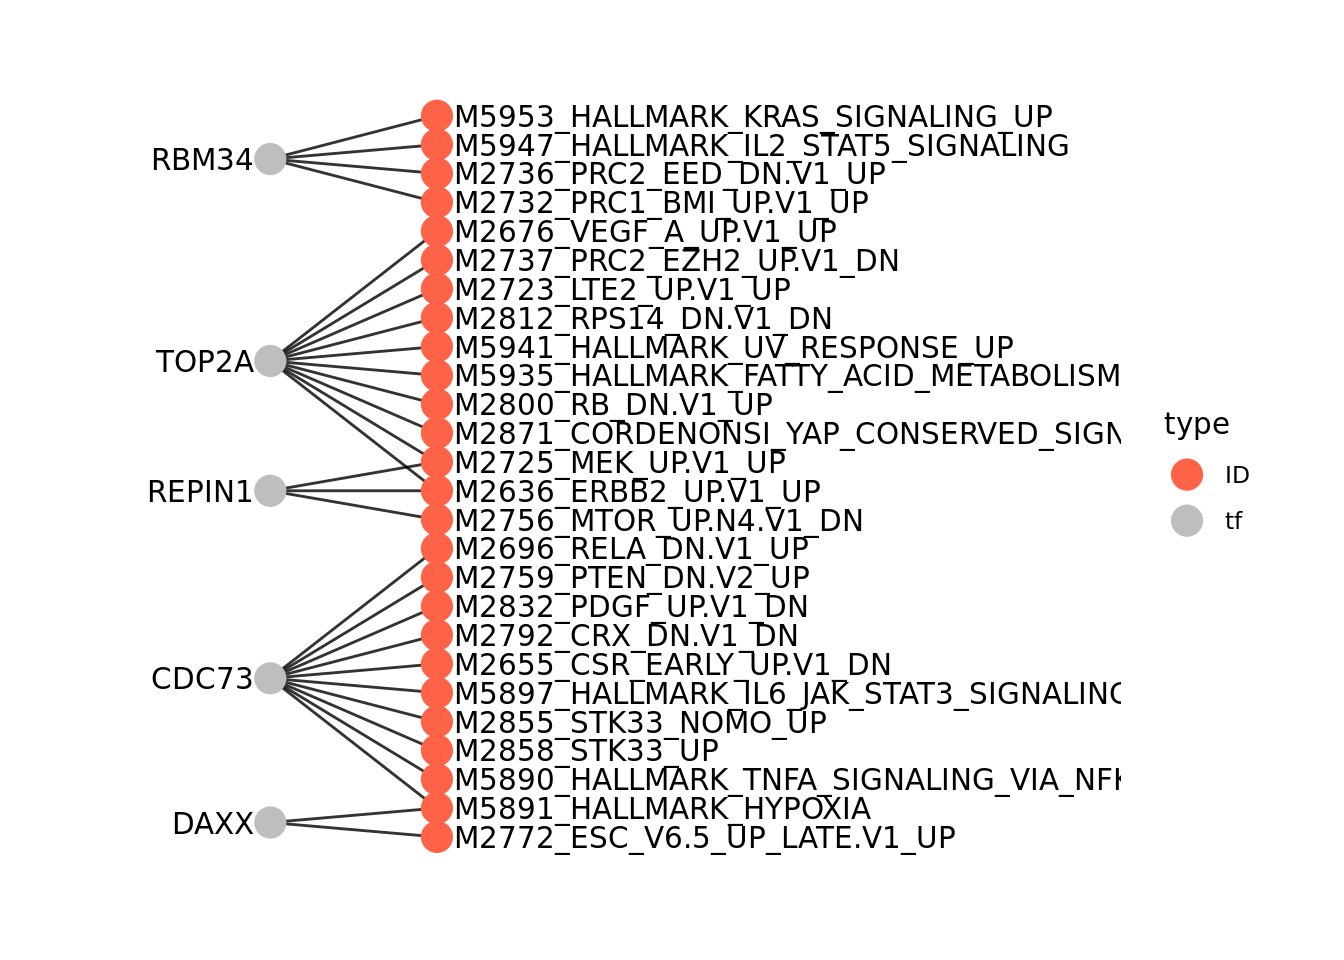 M5953_HALLMARK_KRAS_SIGNALING_UP
M5947_HALLMARK_IL2_STAT5_SIGNALING
RBM34
M2736_PRC2_EED_DN.V1_UP
M2732_PRC1_BMI_UP.V1_UP
M2676_VEGF_A_UP.V1_UP
M2737_PRC2_EZH2_UP.V1_DN
M2723_LTE2_UP.V1_UP
M2812_RPS14_DN.V1_DN
M5941_HALLMARK_UV_RESPONSE_UP
TOP2A
M5935_HALLMARK_FATTY_ACID_METABOLISM
M2800_RB_DN.V1_UP
M2871_CORDENONSI_YAP_CONSERVED_SIGN
M2725_MEK_UP.V1_UP
REPIN1
M2636_ERBB2_UP.V1_UP
M2756_MTOR_UP.N4.V1_DN
M2696_RELA_DN.V1_UP
M2759_PTEN_DN.V2_UP
M2832_PDGF_UP.V1_DN
M2792_CRX_DN.V1_DN
M2655_CSR_EARLY_UP.V1_DN
CDC73
M5897_HALLMARK_IL6_JAK_STAT3_SIGNALING
M2855_STK33_NOMO_UP
M2858_STK33_UP
M5890_HALLMARK_TNFA_SIGNALING_VIA_NFK
M5891_HALLMARK_HYPOXIA
DAXX
M2772_ESC_V6.5_UP_LATE.V1_UP
type
ID
tf